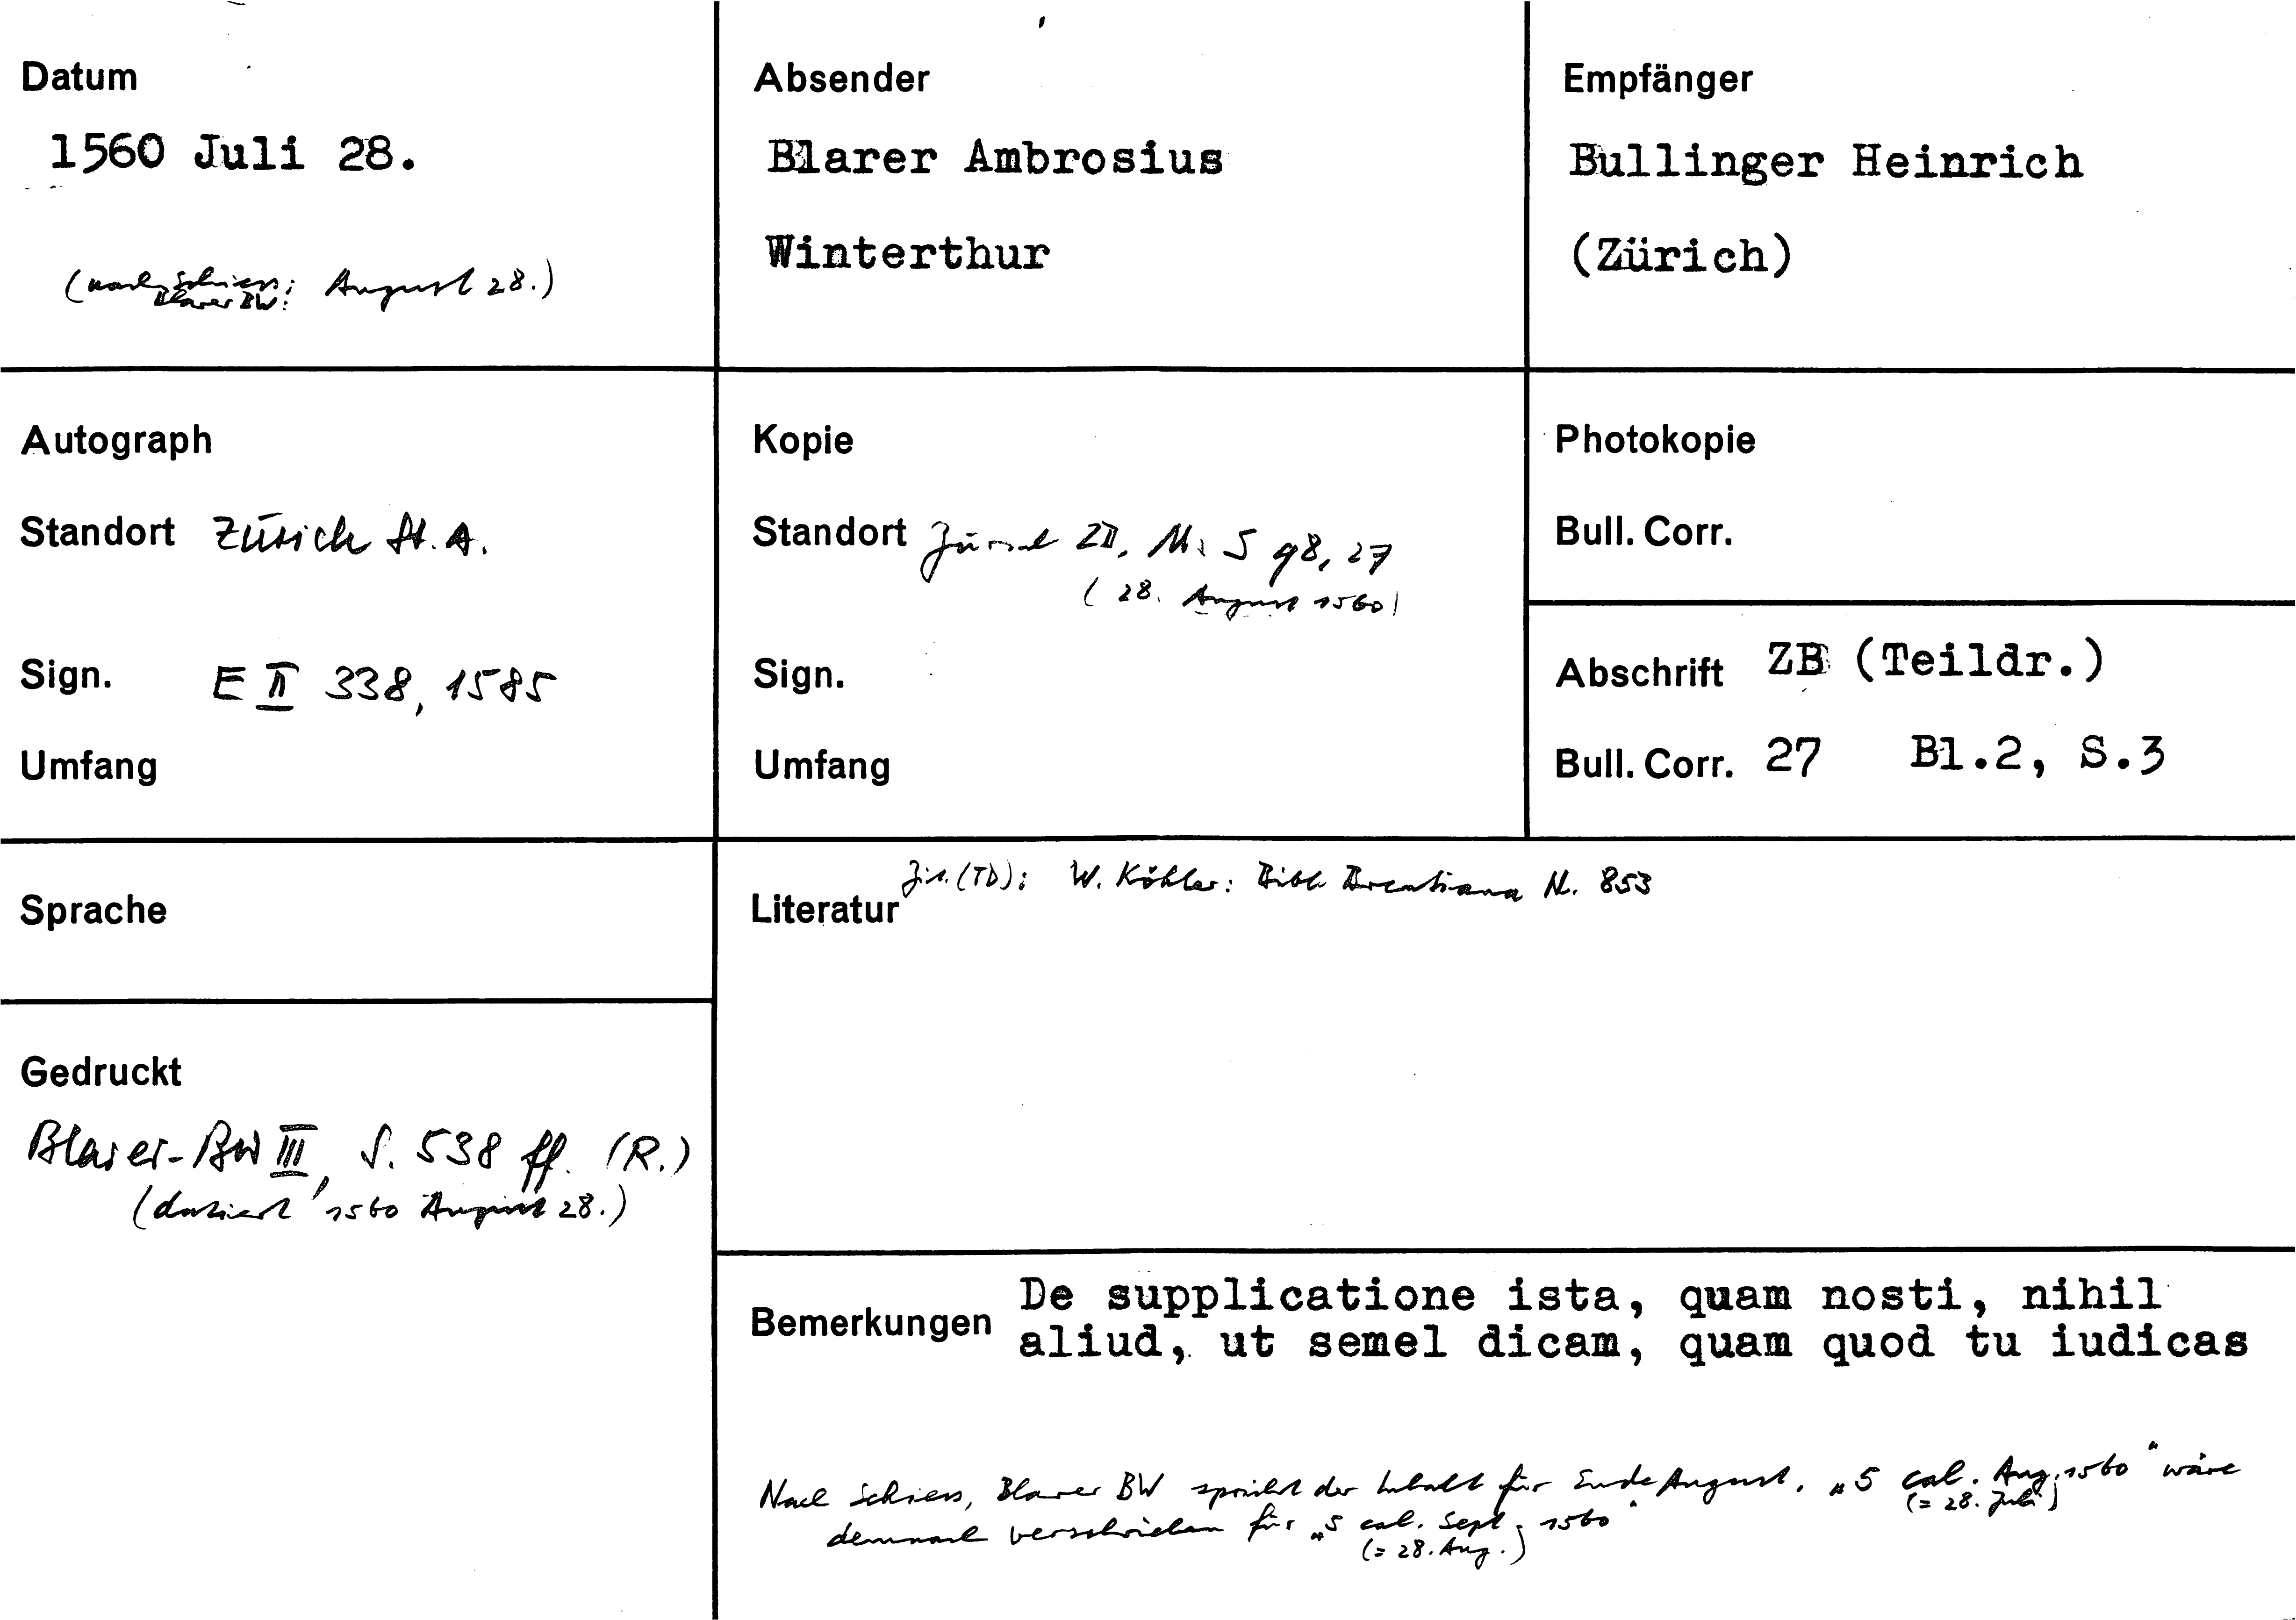 Datum
1560 Juli 28.
(nach Schiess;
Blarer BW: August 28.)
Absender
Blarer Ambrosius
Winterthur
Empfänger
Bullinger Heinrich
(Zürich)
Autograph
Standort Zürich St. A.
Sign. E II 338, 1585
Umfang
Kopie
Standort Zürich ZB, Ms S 98, 27
(28. August 1560)
Sign.
Umfang
Photokopie
Bull. Corr.
Abschrift ZB (Teildr.)
Bull. Corr. 27 Bl.2, S.3
Sprache
Gedruckt
Blarer-BW III, S. 538 ff. (R.)
(datiert 1560 August 28.)
Literatur Zit. (TD): W. Köhler: Bibl. Brentiana Nr. 853
Bemerkungen De supplicatione ista, quam nosti, nihil
aliud, ut semel dicam, quam quod tu iudicas
Nach Schiess, Blarer BW spricht der Inhalt für Ende August. "5 cal. Aug. 1560" wäre
(= 28. Juli)
demnach verschrieben für "5 cal. Sept. 1560"
(= 28. Aug.)